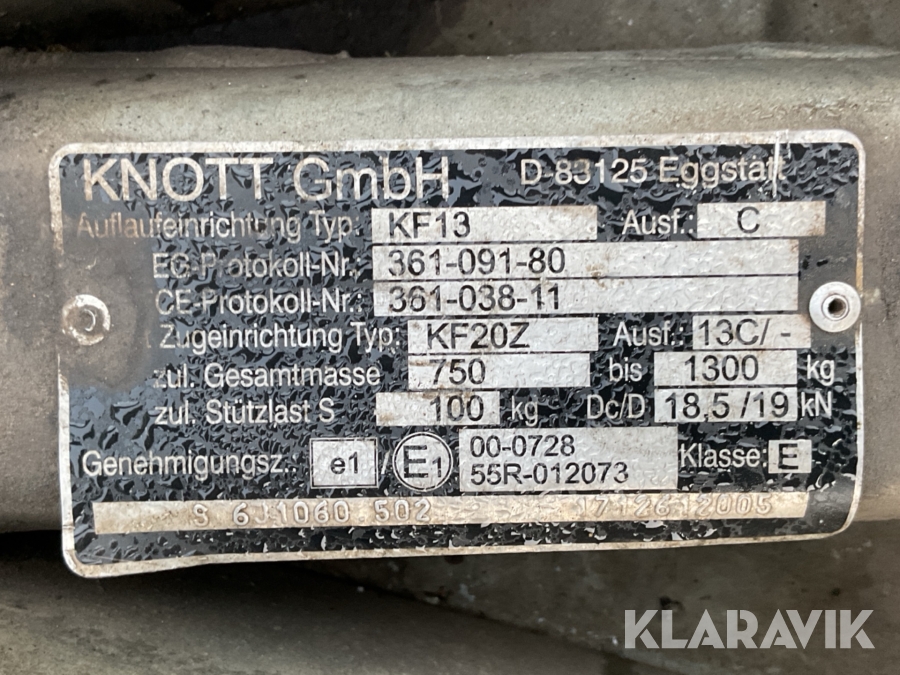 KNOTT GmbH D-83125 Eggstätt
Auflaufeinrichtung Typ: KF13 Ausf.: C
EG-Protokoll-Nr.: 361-091-80
CE-Protokoll-Nr.: 361-038-11
Zugeinrichtung Typ: KF20Z Ausf.: 13C/-
zul. Gesamtmasse 750 bis 1300 kg
zul. Stützlast S 100 kg Dc/D 18,5/19 kN
Genehmigungsz.: e1 / E1 00-0728
55R-012073 Klasse: E
S 6J1060 502 1712612005
KLARAVIK